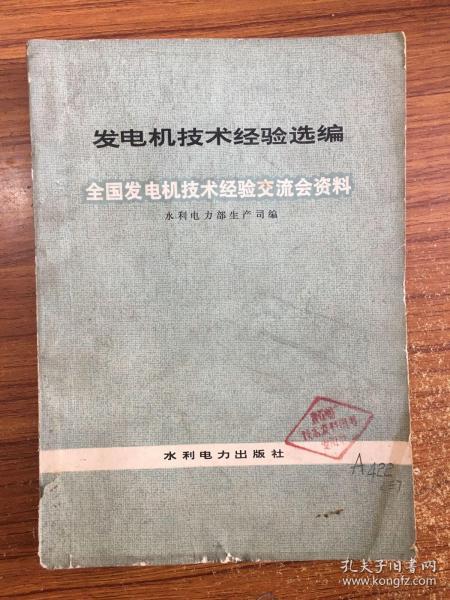 发电机技术经验选编
全国发电机技术经验交流会资料
水利电力部生产司编
水利电力出版社
A422
孔夫子旧书网
www.kongfz.com